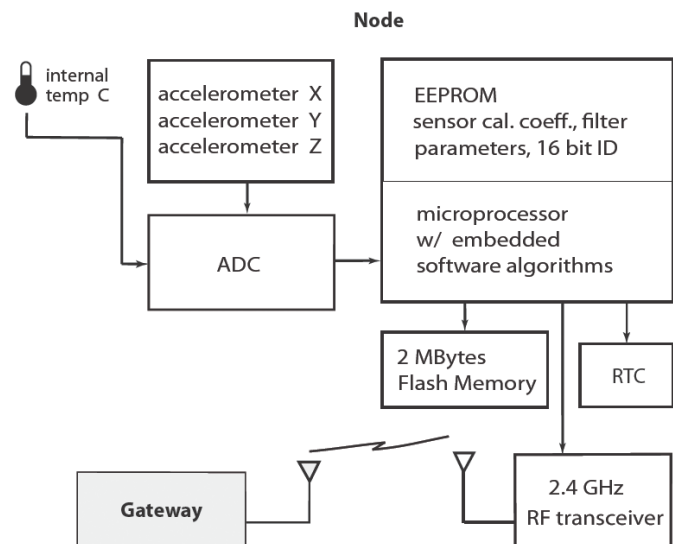 Node
internal
temp C
accelerometer X
accelerometer Y
accelerometer Z
EEPROM
sensor cal. coeff., filter
parameters, 16 bit ID
ADC
microprocessor
w/ embedded
software algorithms
2 MBytes
Flash Memory
RTC
Gateway
2.4 GHz
RF transceiver